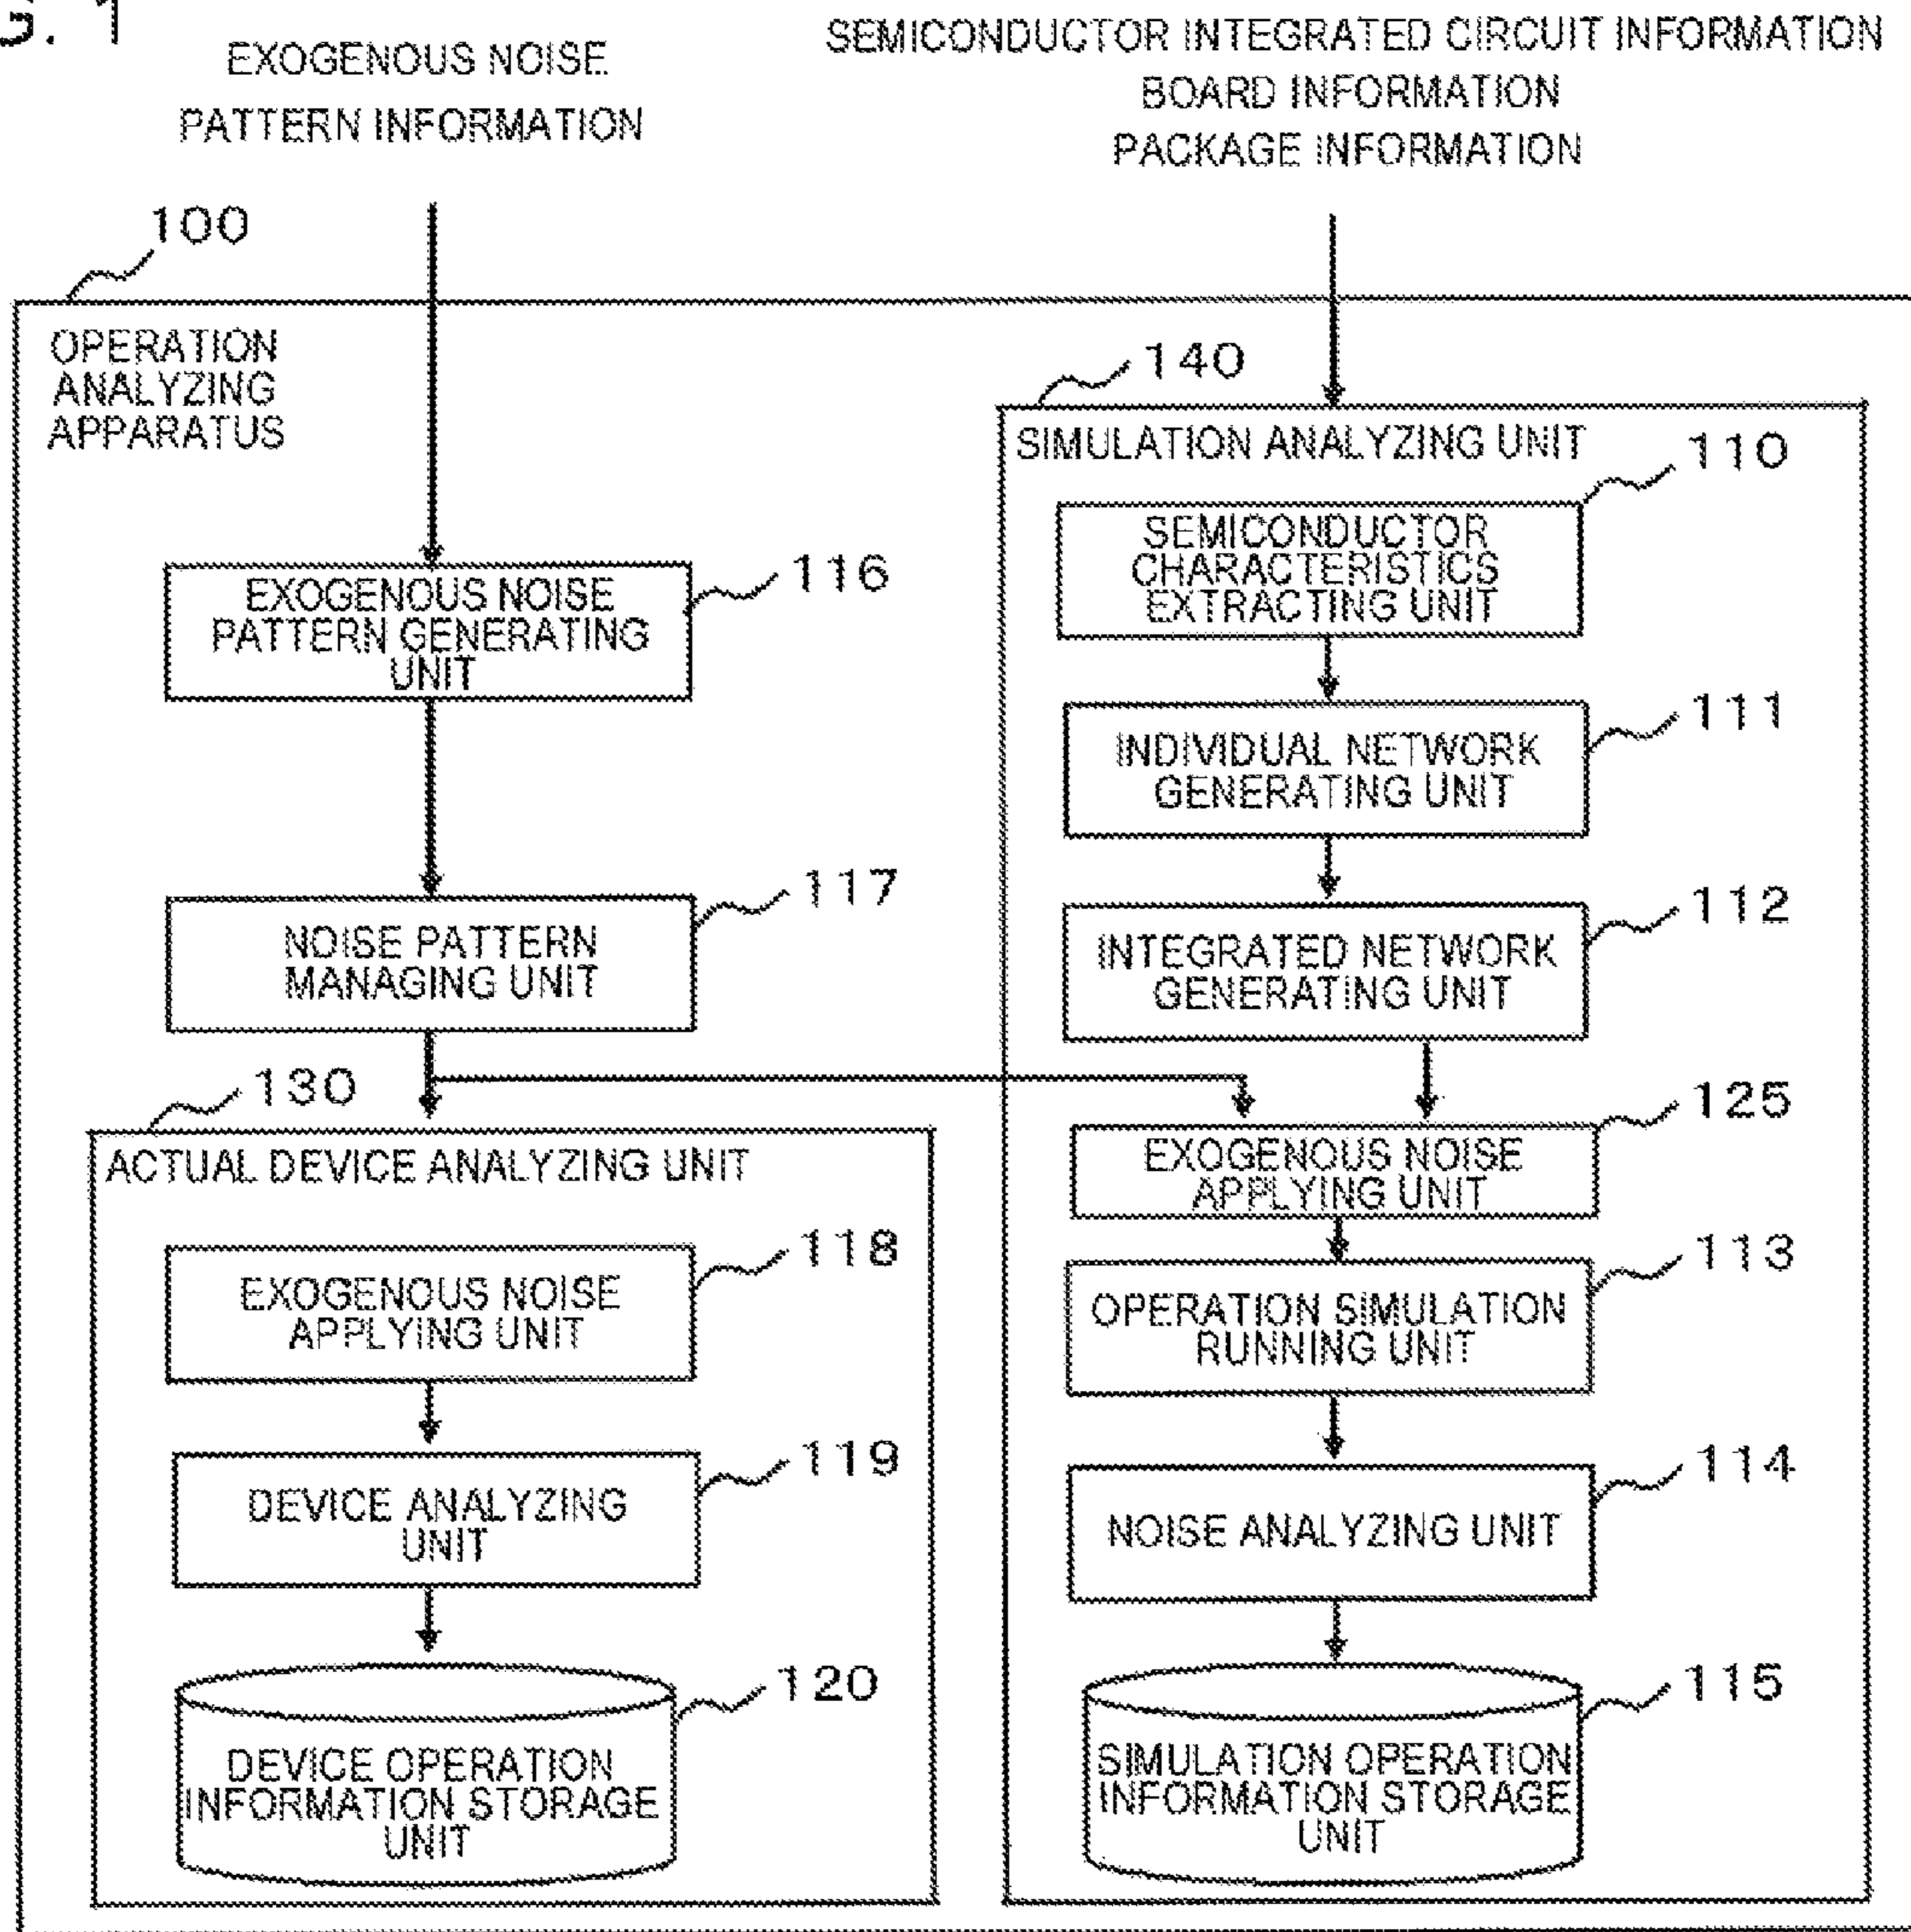 G. 1
EXOGENOUS NOISE
PATTERN INFORMATION
SEMICONDUCTOR INTEGRATED CIRCUIT INFORMATION
BOARD INFORMATION
PACKAGE INFORMATION
100
OPERATION
ANALYZING
APPARATUS
116
EXOGENOUS NOISE
PATTERN GENERATING
UNIT
117
NOISE PATTERN
MANAGING UNIT
130
ACTUAL DEVICE ANALYZING UNIT
118
EXOGENOUS NOISE
APPLYING UNIT
119
DEVICE ANALYZING
UNIT
120
DEVICE OPERATION
INFORMATION STORAGE
UNIT
140
SIMULATION ANALYZING UNIT
110
SEMICONDUCTOR
CHARACTERISTICS
EXTRACTING UNIT
111
INDIVIDUAL NETWORK
GENERATING UNIT
112
INTEGRATED NETWORK
GENERATING UNIT
125
EXOGENOUS NOISE
APPLYING UNIT
113
OPERATION SIMULATION
RUNNING UNIT
114
NOISE ANALYZING UNIT
115
SIMULATION OPERATION
INFORMATION STORAGE
UNIT